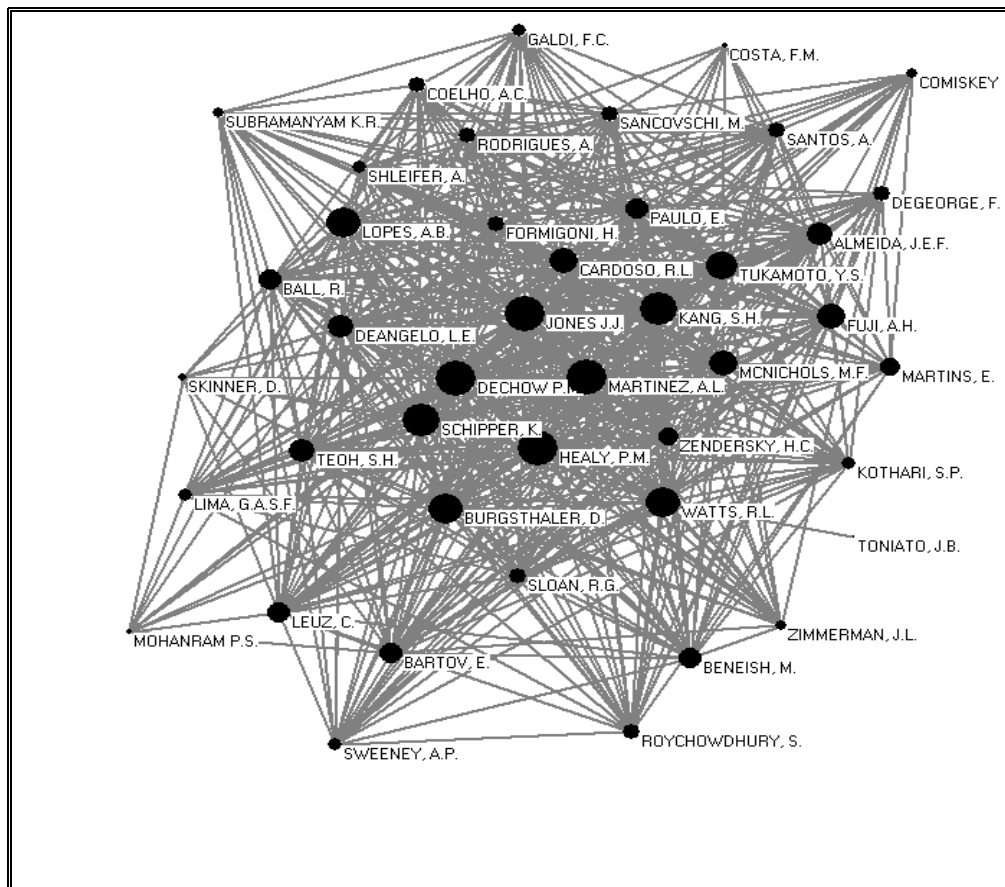 GALDI, F.C.
COSTA, F.M.
COMISKEY
COELHO, A.C.
SUBRAMANYAM K.R.
SANCOVSCHI, M.
SANTOS, A.
RODRIGUES, A.
SHLEIFER, A.
DEGEORGE, F.
PAULO, E.
LOPES, A.B.
FORMIGONI, H.
ALMEIDA, J.E.F.
CARDOSO, R.L.
TUKAMOTO, Y.S.
BALL, R.
JONES J.J.
KANG, S.H.
FUJI, A.H.
DEANGELO, L.E.
MCNICHOLS, M.F.
MARTINS, E.
SKINNER, D.
DECHOW P.
MARTINEZ, A.L.
SCHIPPER, K.
ZENDERSKY, H.C.
TEOH, S.H.
HEALY, P.M.
KOTHARI, S.P.
LIMA, G.A.S.F.
BURGSTHALER, D.
WATTS, R.L.
TONIATO, J.B.
SLOAN, R.G.
LEUZ, C.
MOHANRAM P.S.
ZIMMERMAN, J.L.
BARTOV, E.
BENEISH, M.
ROYCHOWDHURY, S.
SWEENEY, A.P.